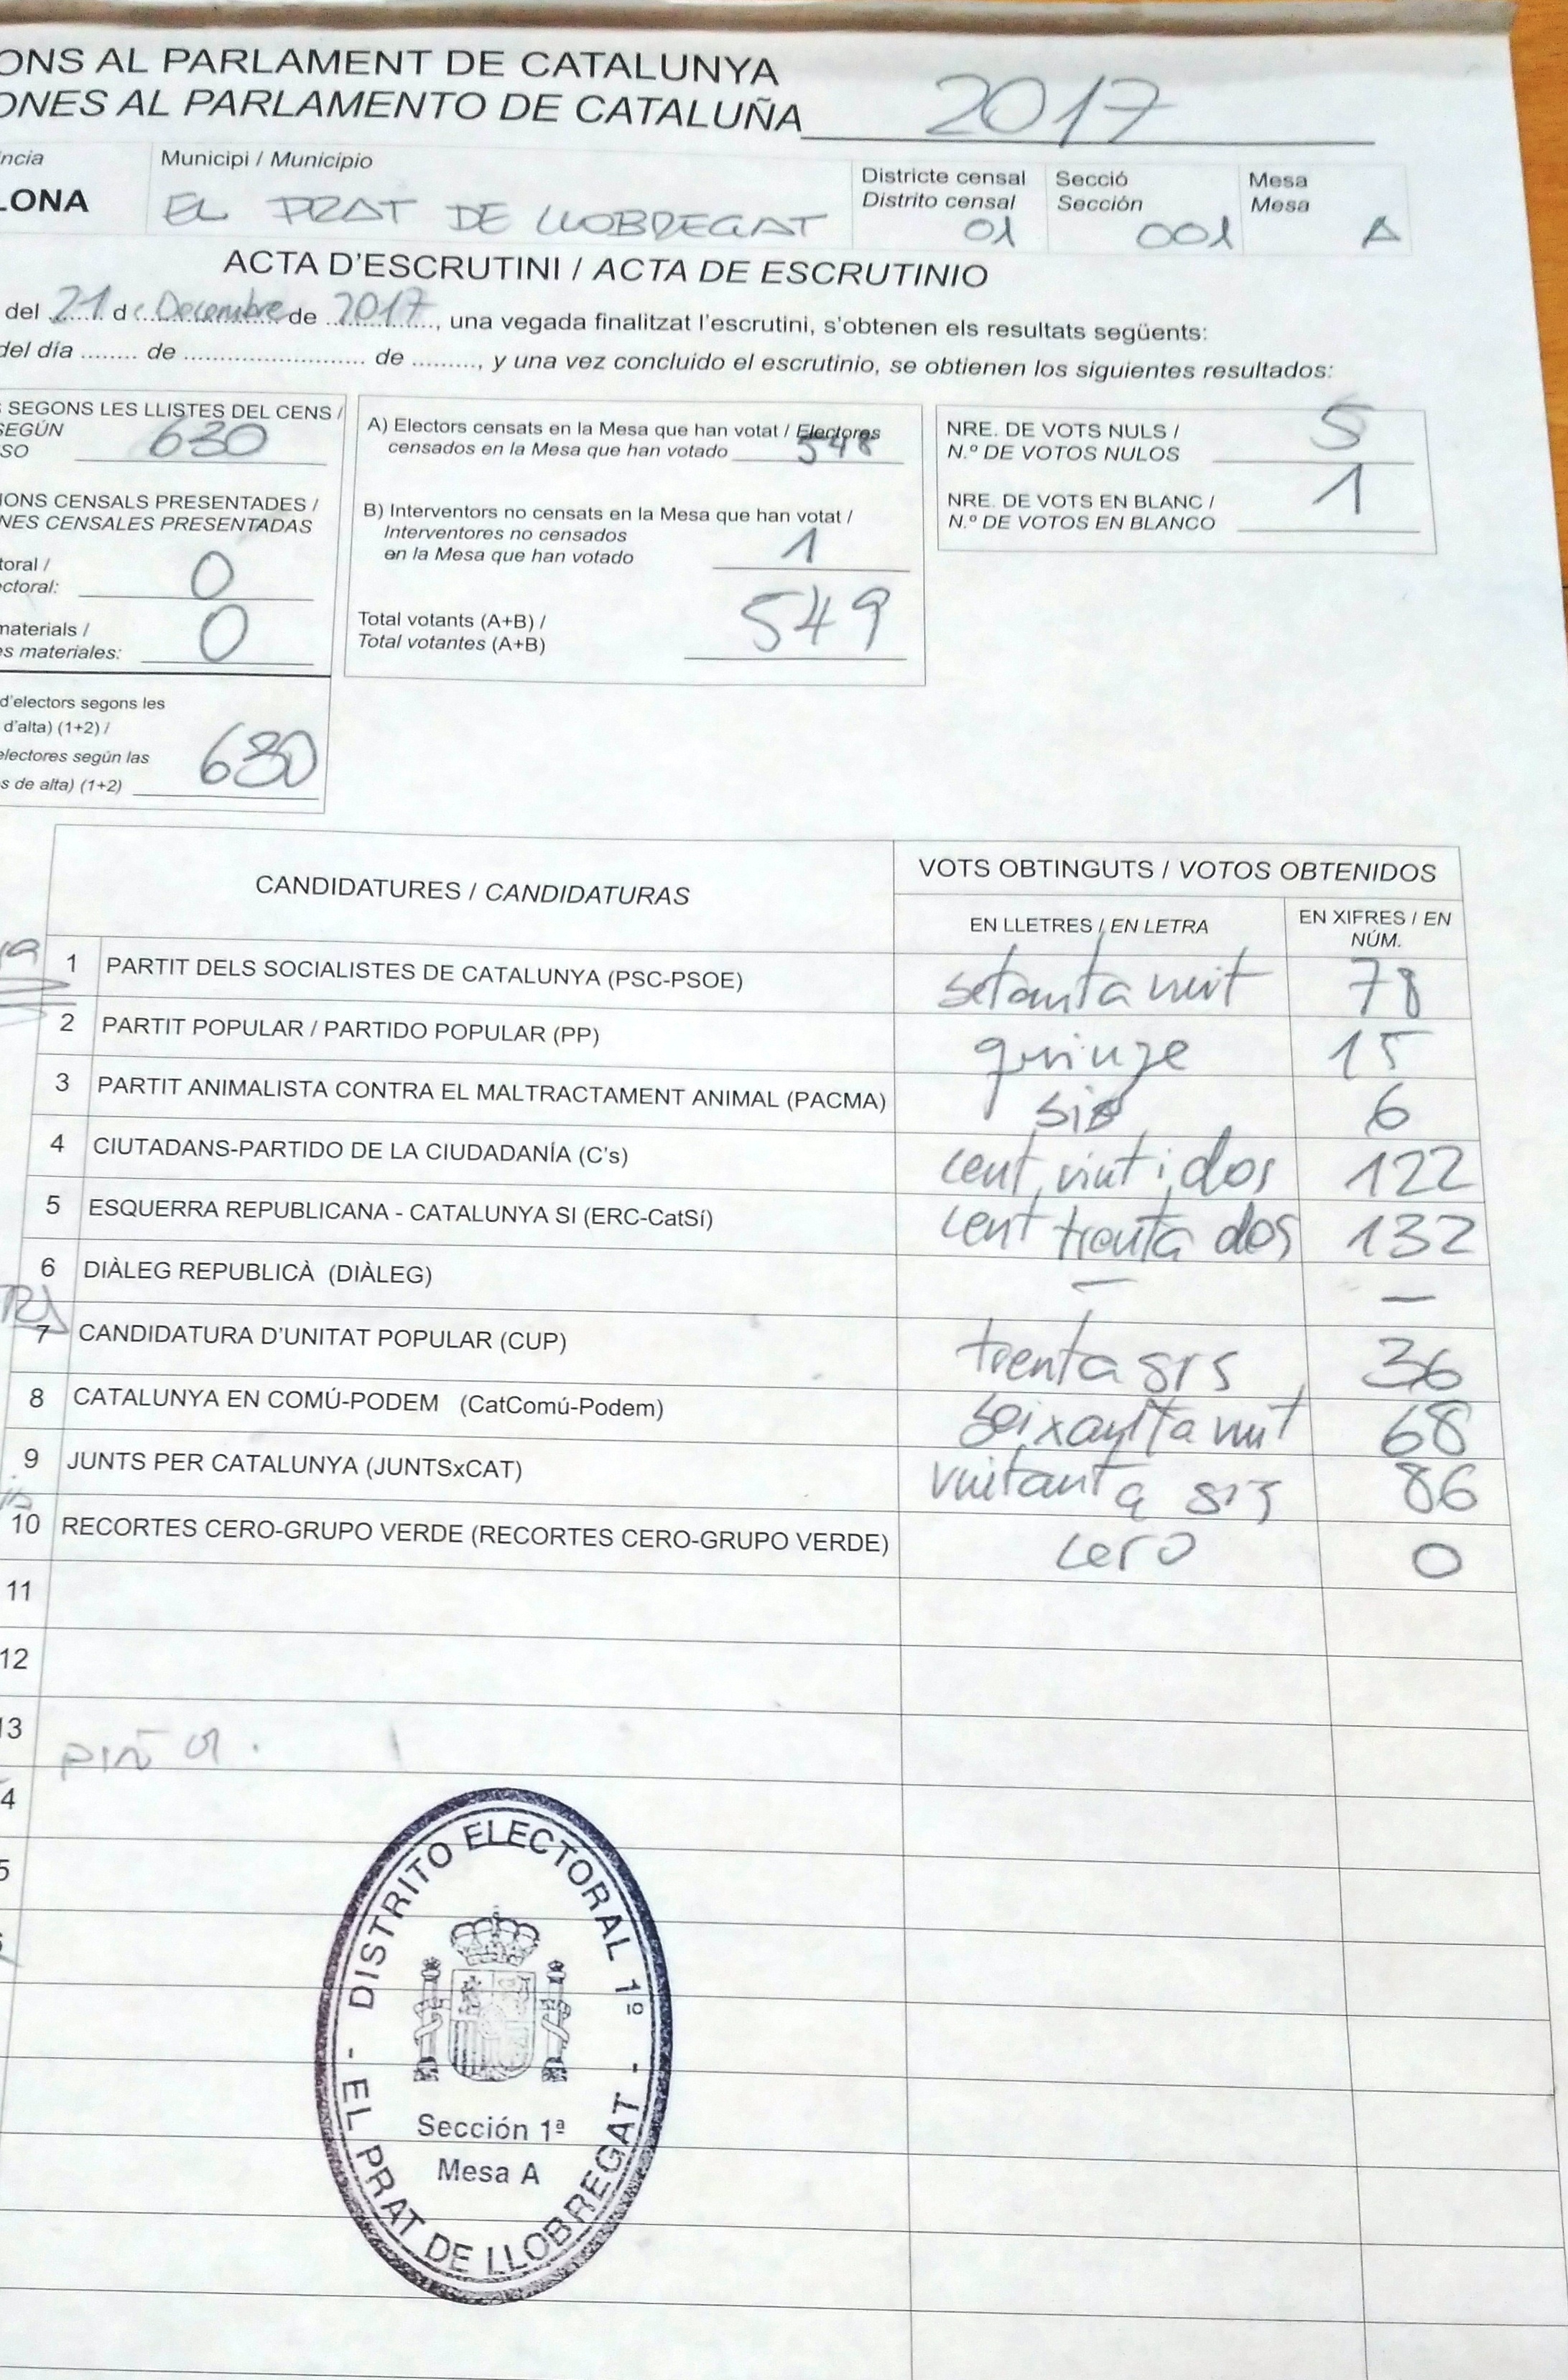 ONS AL PARLAMENT DE CATALUNYA
ONES AL PARLAMENTO DE CATALUÑA 2017
ncia
LONA
Municipi / Municipio
EL PRAT DE LLOBREGAT
Districte censal
Distrito censal
01
Secció
Sección
001
Mesa
Mesa
A
ACTA D'ESCRUTINI / ACTA DE ESCRUTINIO
del 21 d Decembre de 2017, una vegada finalitzat l'escrutini, s'obtenen els resultats següents:
del día ........ de .......................... de ........., y una vez concluido el escrutinio, se obtienen los siguientes resultados:
SEGONS LES LLISTES DEL CENS /
SEGÚN
SO 630
IONS CENSALS PRESENTADES /
NES CENSALES PRESENTADAS
toral /
ectoral: 0
materials /
s materiales: 0
d'electors segons les
d'alta) (1+2) /
electores según las
s de alta) (1+2) 630
A) Electors censats en la Mesa que han votat / Electores
censados en la Mesa que han votado 548
B) Interventors no censats en la Mesa que han votat /
Interventores no censados
en la Mesa que han votado 1
Total votants (A+B) /
Total votantes (A+B) 549
NRE. DE VOTS NULS /
N.º DE VOTOS NULOS 5
NRE. DE VOTS EN BLANC /
N.º DE VOTOS EN BLANCO 1
CANDIDATURES / CANDIDATURAS
VOTS OBTINGUTS / VOTOS OBTENIDOS
EN LLETRES / EN LETRA
EN XIFRES / EN
NÚM.
1 PARTIT DELS SOCIALISTES DE CATALUNYA (PSC-PSOE) setanta vuit 78
2 PARTIT POPULAR / PARTIDO POPULAR (PP) quinze 15
3 PARTIT ANIMALISTA CONTRA EL MALTRACTAMENT ANIMAL (PACMA) 6
4 CIUTADANS-PARTIDO DE LA CIUDADANÍA (C's) cent vint i dos 122
5 ESQUERRA REPUBLICANA - CATALUNYA SI (ERC-CatSí) cent trenta dos 132
6 DIÀLEG REPUBLICÀ (DIÀLEG) — —
7 CANDIDATURA D'UNITAT POPULAR (CUP) trenta sis 36
8 CATALUNYA EN COMÚ-PODEM (CatComú-Podem) seixanta vuit 68
9 JUNTS PER CATALUNYA (JUNTSxCAT) vuitanta sis 86
10 RECORTES CERO-GRUPO VERDE (RECORTES CERO-GRUPO VERDE) cero 0
11
12
13
4
5
DISTRITO ELECTORAL 1º
Sección 1ª
Mesa A
- EL PRAT DE LLOBREGAT -